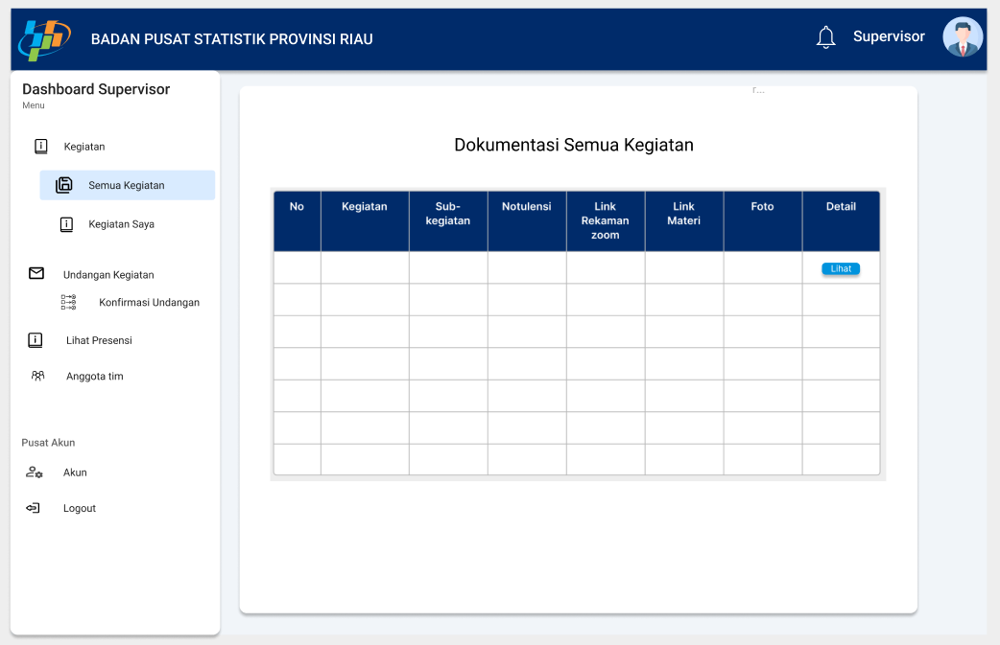 BADAN PUSAT STATISTIK PROVINSI RIAU
Supervisor
Dashboard Supervisor
Menu
Kegiatan
Semua Kegiatan
Kegiatan Saya
Undangan Kegiatan
Konfirmasi Undangan
Lihat Presensi
Anggota tim
Pusat Akun
Akun
Logout
Dokumentasi Semua Kegiatan
No
Kegiatan
Sub-
kegiatan
Notulensi
Link
Rekaman
zoom
Link
Materi
Foto
Detail
Lihat